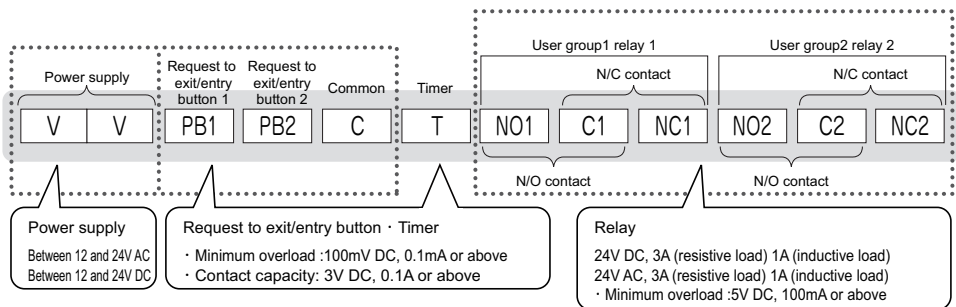 User group1 relay 1
User group2 relay 2
Power supply
Request to
exit/entry
button 1
Request to
exit/entry
button 2
Common
Timer
N/C contact
N/C contact
V V PB1 PB2 C T NO1 C1 NC1 NO2 C2 NC2
N/O contact
N/O contact
Power supply
Between 12 and 24V AC
Between 12 and 24V DC
Request to exit/entry button · Timer
· Minimum overload :100mV DC, 0.1mA or above
· Contact capacity: 3V DC, 0.1A or above
Relay
24V DC, 3A (resistive load) 1A (inductive load)
24V AC, 3A (resistive load) 1A (inductive load)
· Minimum overload :5V DC, 100mA or above